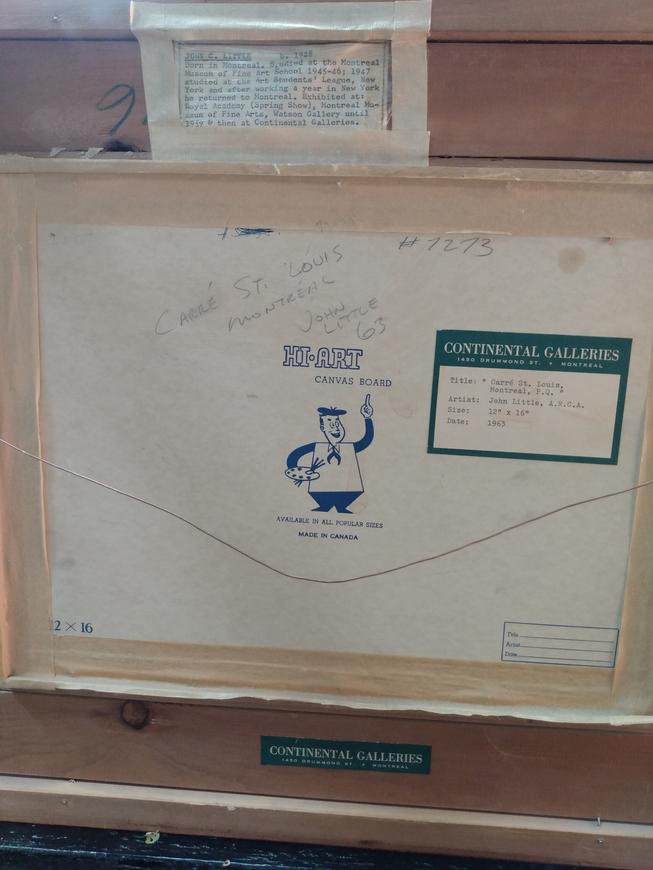 JOHN C. LITTLE b. 1928
Born in Montreal. Studied at the Montreal
Museum of Fine Art School 1945-46; 1947
studied at the Art Students' League, New
York and after working a year in New York
he returned to Montreal. Exhibited at:
Royal Academy (Spring Show), Montreal Mu-
seum of Fine Arts, Watson Gallery until
1959 & then at Continental Galleries.
9
#7273
CARRÉ ST. LOUIS
MONTRÉAL
JOHN
LITTLE
63
HI-ART
CANVAS BOARD
AVAILABLE IN ALL POPULAR SIZES
MADE IN CANADA
CONTINENTAL GALLERIES
1450 DRUMMOND ST. • MONTREAL
Title: "Carré St. Louis,
Montreal, P.Q. "
Artist: John Little, A.R.C.A.
Size: 12" x 16"
Date: 1963
2 × 16
Title
Artist
Date
CONTINENTAL GALLERIES
1450 DRUMMOND ST. • MONTREAL